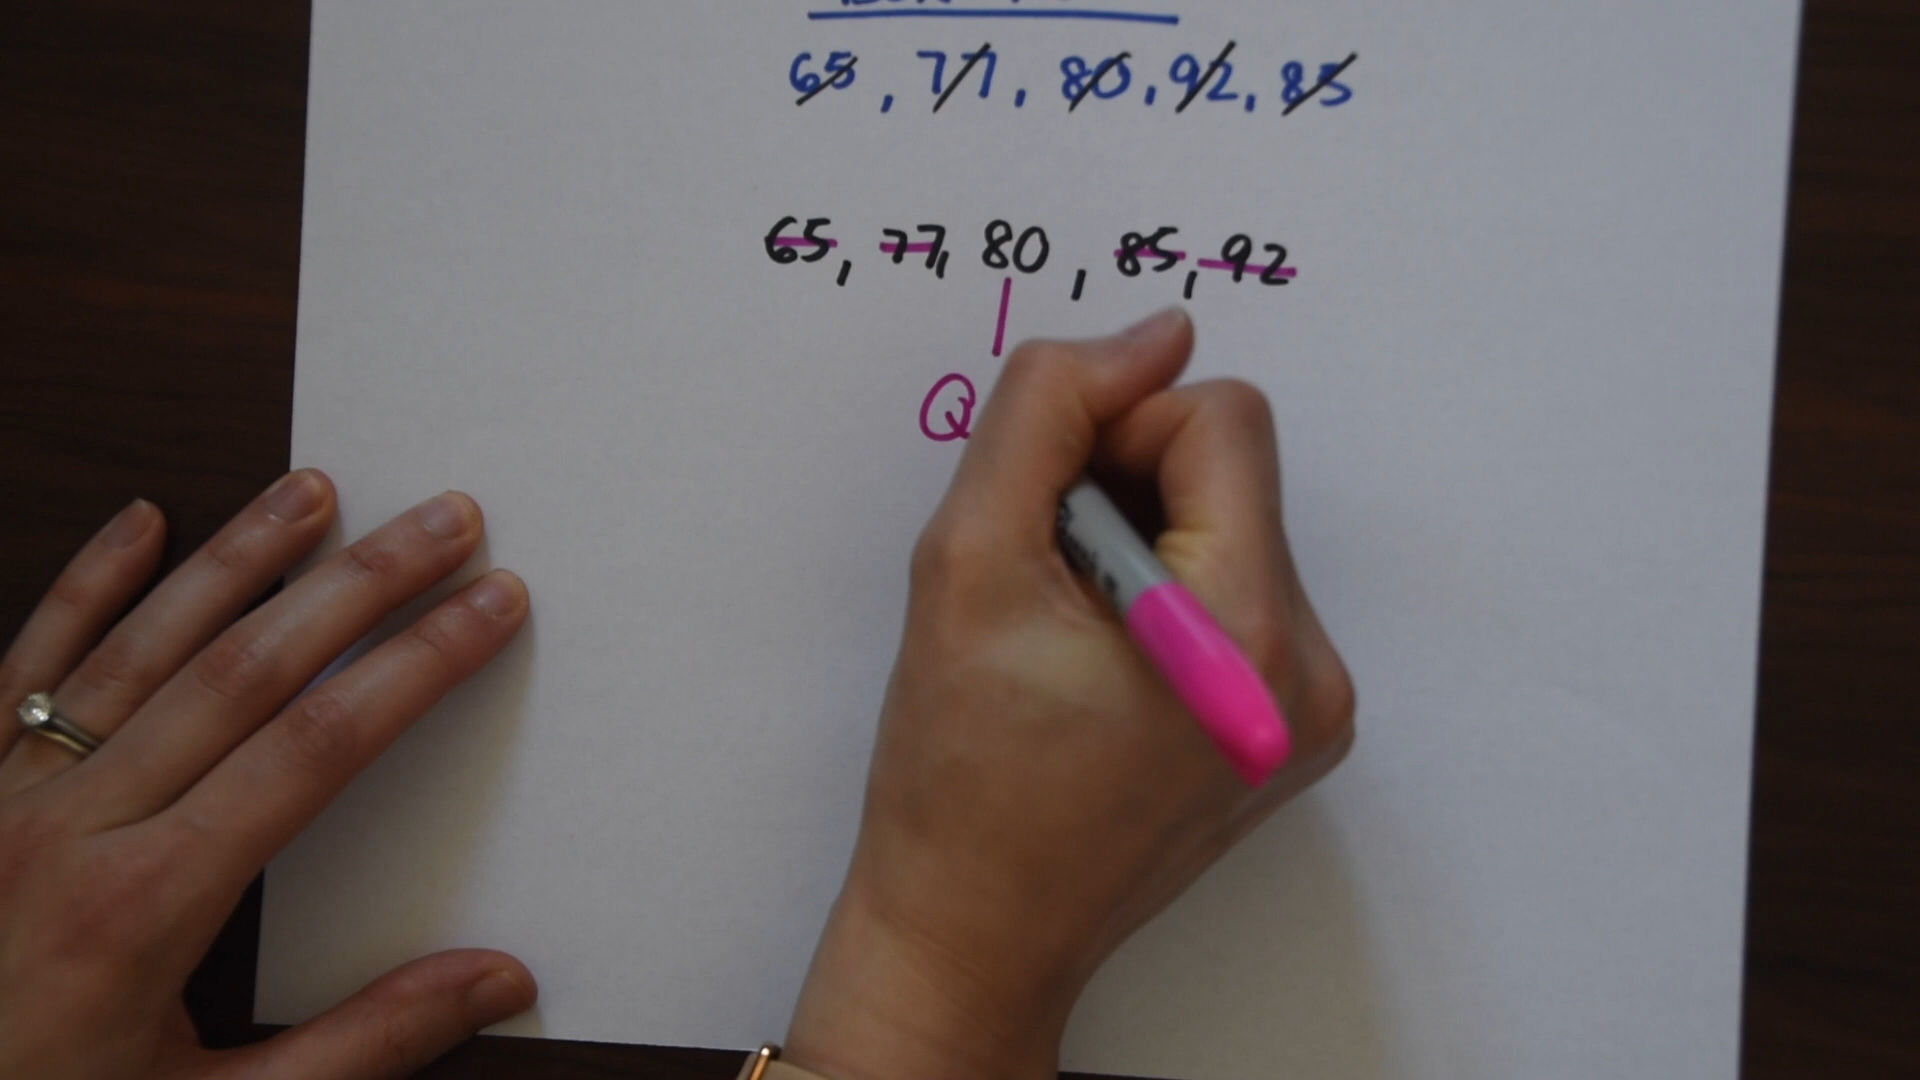 65, 77, 80, 92, 85
65, 77, 80, 85, 92
Q